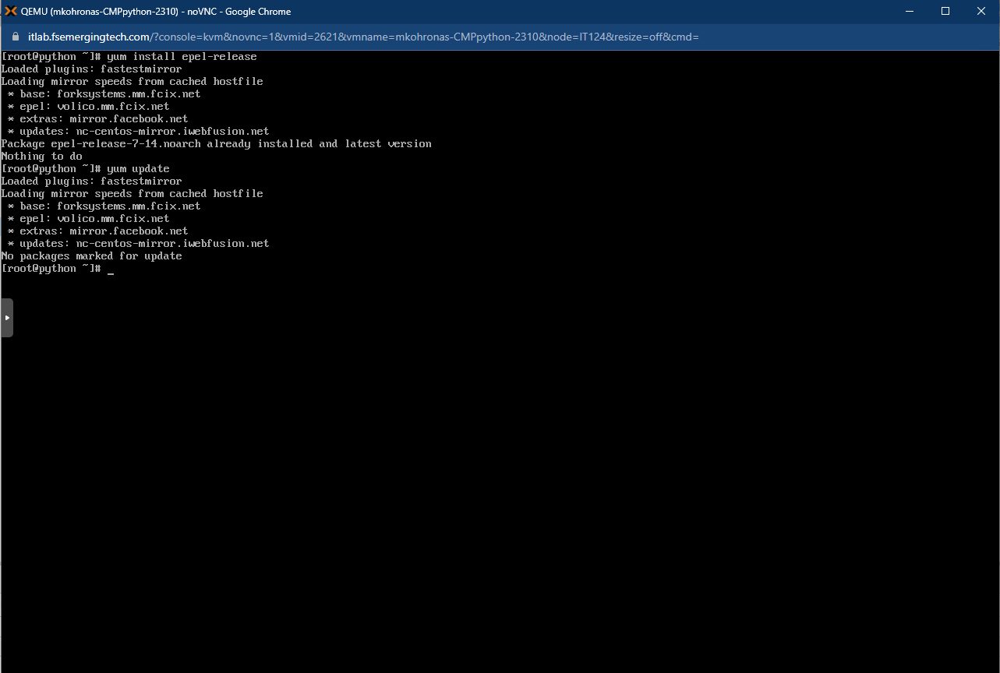 QEMU (mkohronas-CMPpython-2310) - noVNC - Google Chrome
itlab.fsemergingtech.com/?console=kvm&novnc=1&vmid=2621&vmname=mkohronas-CMPpython-2310&node=IT124&resize=off&cmd=
[root@python ~]# yum install epel-release
Loaded plugins: fastestmirror
Loading mirror speeds from cached hostfile
 * base: forksystems.mm.fcix.net
 * epel: volico.mm.fcix.net
 * extras: mirror.facebook.net
 * updates: nc-centos-mirror.iwebfusion.net
Package epel-release-7-14.noarch already installed and latest version
Nothing to do
[root@python ~]# yum update
Loaded plugins: fastestmirror
Loading mirror speeds from cached hostfile
 * base: forksystems.mm.fcix.net
 * epel: volico.mm.fcix.net
 * extras: mirror.facebook.net
 * updates: nc-centos-mirror.iwebfusion.net
No packages marked for update
[root@python ~]# _